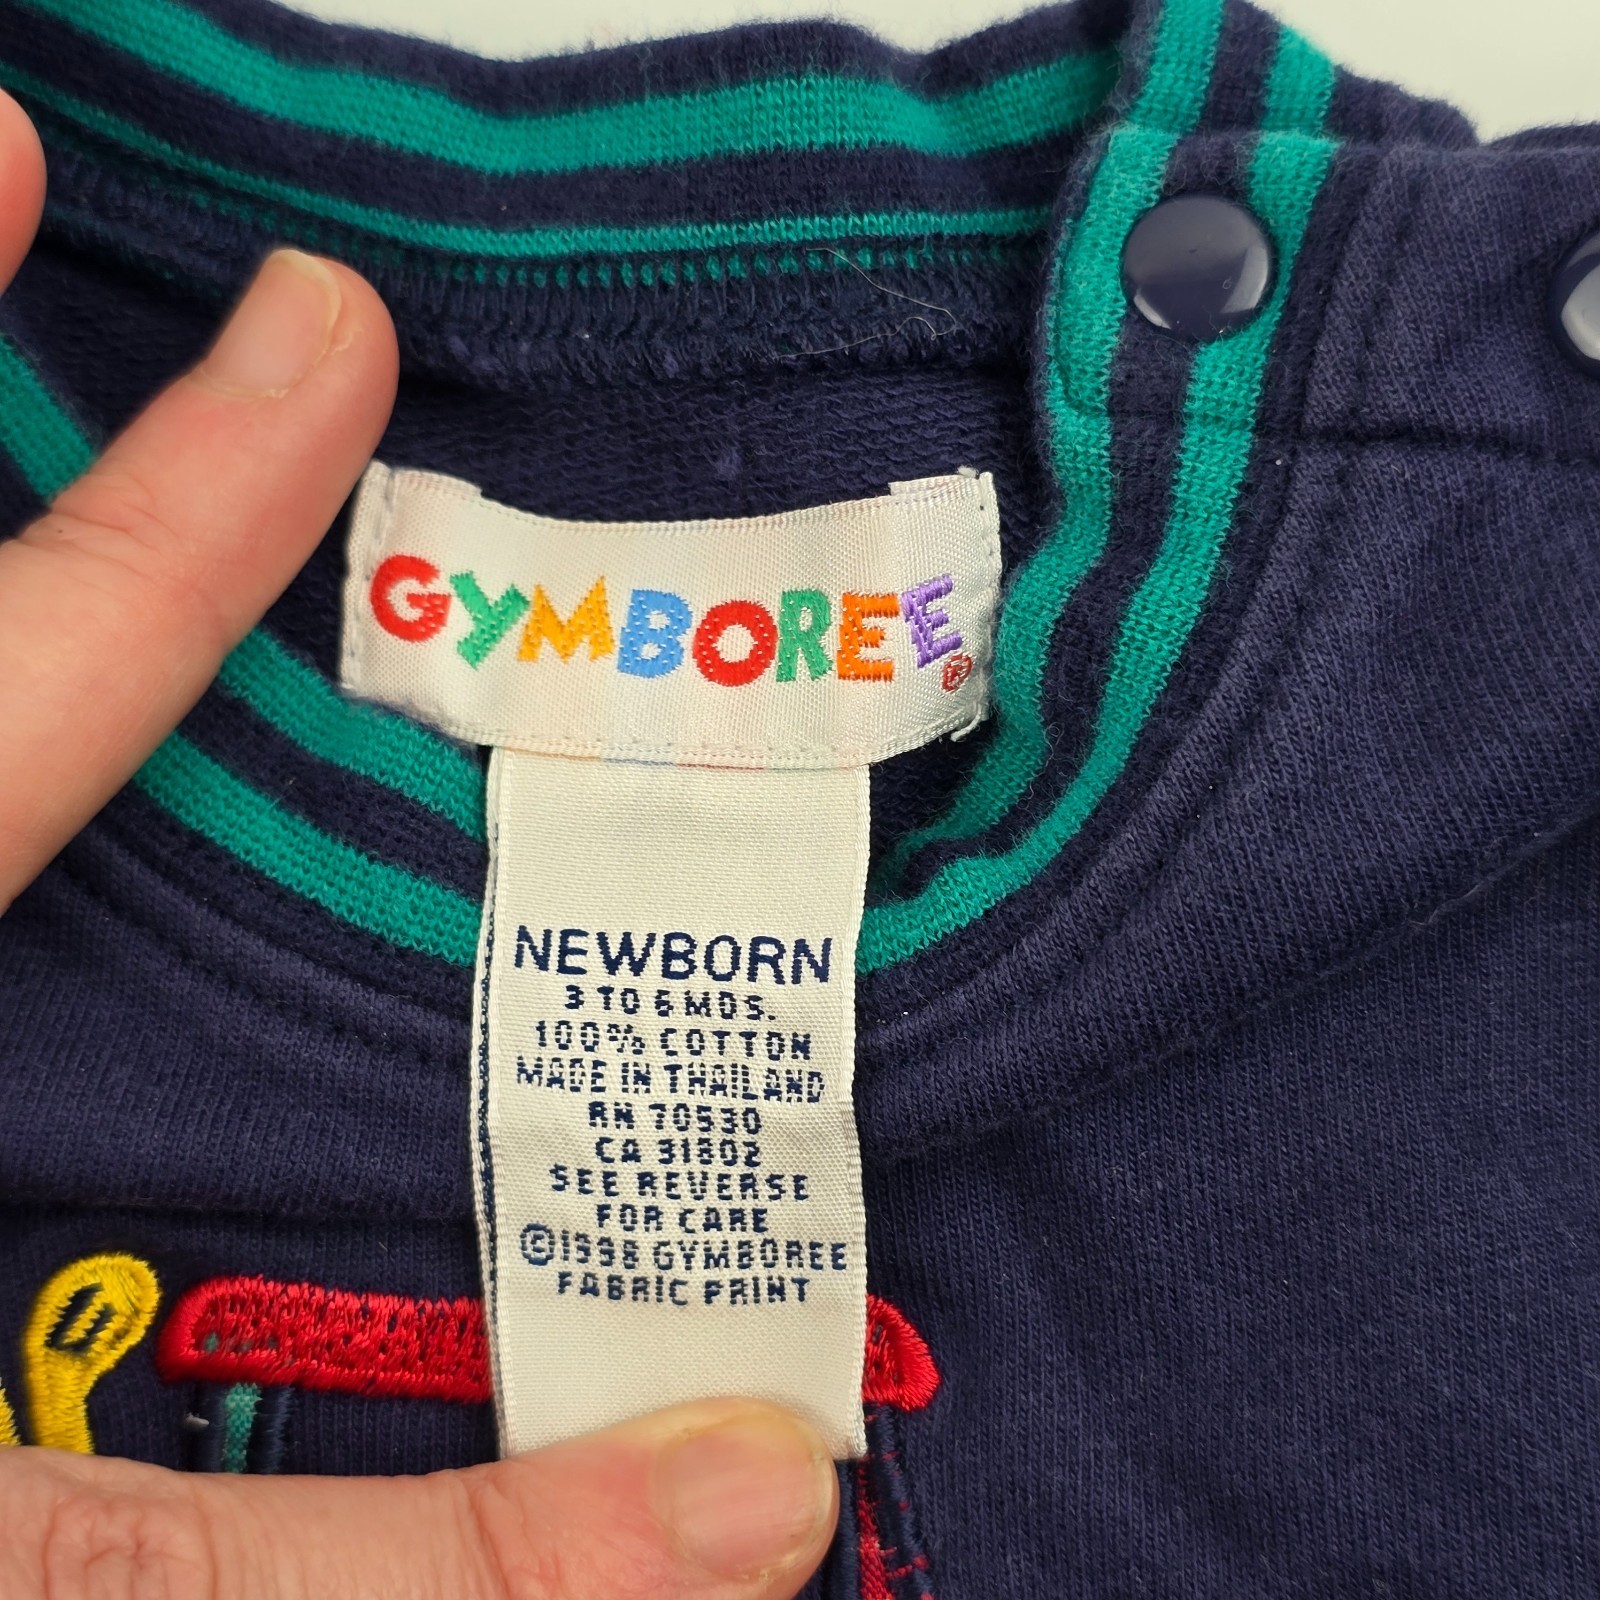 GYMBOREE®
NEWBORN
3 TO 6 MOS.
100% COTTON
MADE IN THAILAND
RN 70530
CA 31802
SEE REVERSE
FOR CARE
©1998 GYMBOREE
FABRIC PRINT